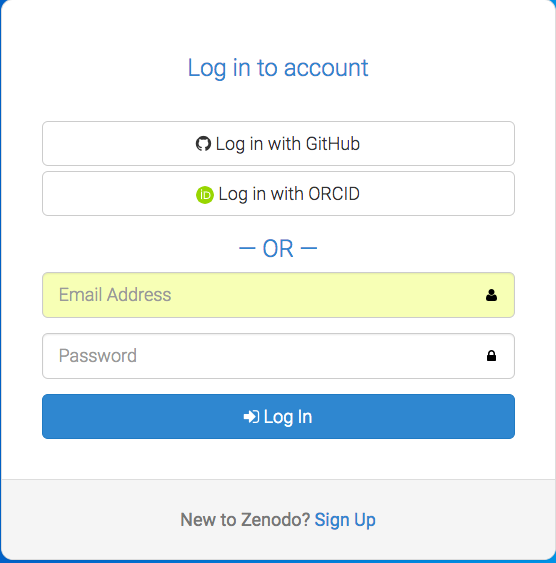 Log in to account
Log in with GitHub
iD Log in with ORCID
— OR —
Email Address
Password
Log In
New to Zenodo? Sign Up